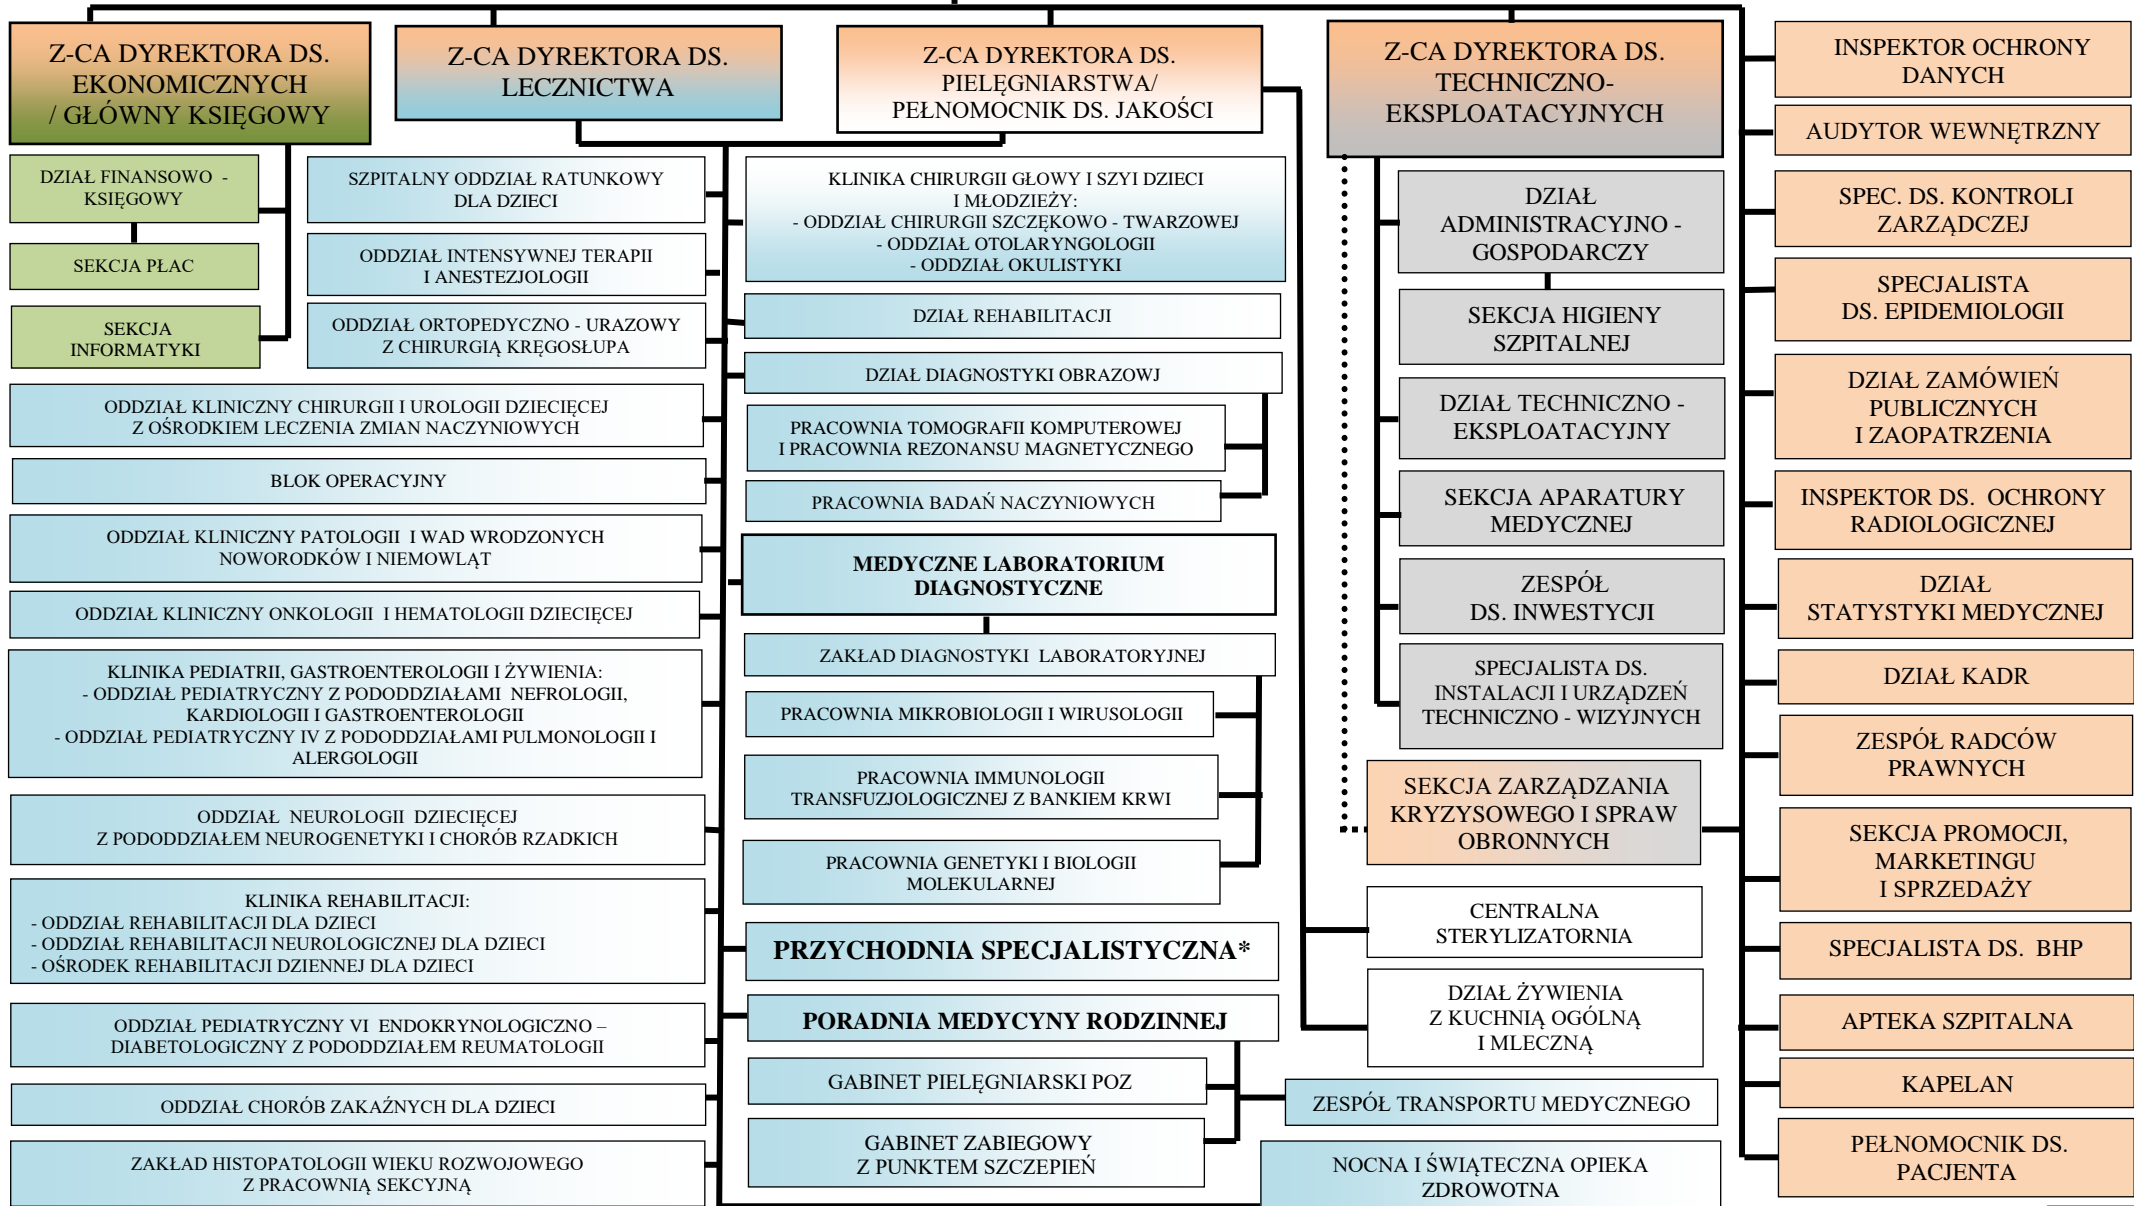 Z-CA DYREKTORA DS.
EKONOMICZNYCH
/ GŁÓWNY KSIĘGOWY
Z-CA DYREKTORA DS.
LECZNICTWA
Z-CA DYREKTORA DS.
PIELĘGNIARSTWA/
PEŁNOMOCNIK DS. JAKOŚCI
Z-CA DYREKTORA DS.
TECHNICZNO-
EKSPLOATACYJNYCH
DZIAŁ FINANSOWO -
KSIĘGOWY
SEKCJA PŁAC
SEKCJA
INFORMATYKI
SZPITALNY ODDZIAŁ RATUNKOWY
DLA DZIECI
ODDZIAŁ INTENSYWNEJ TERAPII
I ANESTEZJOLOGII
ODDZIAŁ ORTOPEDYCZNO - URAZOWY
Z CHIRURGIĄ KRĘGOSŁUPA
ODDZIAŁ KLINICZNY CHIRURGII I UROLOGII DZIECIĘCEJ
Z OŚRODKIEM LECZENIA ZMIAN NACZYNIOWYCH
BLOK OPERACYJNY
ODDZIAŁ KLINICZNY PATOLOGII I WAD WRODZONYCH
NOWORODKÓW I NIEMOWLĄT
ODDZIAŁ KLINICZNY ONKOLOGII I HEMATOLOGII DZIECIĘCEJ
KLINIKA PEDIATRII, GASTROENTEROLOGII I ŻYWIENIA:
- ODDZIAŁ PEDIATRYCZNY Z PODODDZIAŁAMI NEFROLOGII,
KARDIOLOGII I GASTROENTEROLOGII
- ODDZIAŁ PEDIATRYCZNY IV Z PODODDZIAŁAMI PULMONOLOGII I
ALERGOLOGII
ODDZIAŁ NEUROLOGII DZIECIĘCEJ
Z PODODDZIAŁEM NEUROGENETYKI I CHORÓB RZADKICH
KLINIKA REHABILITACJI:
- ODDZIAŁ REHABILITACJI DLA DZIECI
- ODDZIAŁ REHABILITACJI NEUROLOGICZNEJ DLA DZIECI
- OŚRODEK REHABILITACJI DZIENNEJ DLA DZIECI
ODDZIAŁ PEDIATRYCZNY VI ENDOKRYNOLOGICZNO –
DIABETOLOGICZNY Z PODODDZIAŁEM REUMATOLOGII
ODDZIAŁ CHORÓB ZAKAŹNYCH DLA DZIECI
ZAKŁAD HISTOPATOLOGII WIEKU ROZWOJOWEGO
Z PRACOWNIĄ SEKCYJNĄ
KLINIKA CHIRURGII GŁOWY I SZYI DZIECI
I MŁODZIEŻY:
- ODDZIAŁ CHIRURGII SZCZĘKOWO - TWARZOWEJ
- ODDZIAŁ OTOLARYNGOLOGII
- ODDZIAŁ OKULISTYKI
DZIAŁ REHABILITACJI
DZIAŁ DIAGNOSTYKI OBRAZOWJ
PRACOWNIA TOMOGRAFII KOMPUTEROWEJ
I PRACOWNIA REZONANSU MAGNETYCZNEGO
PRACOWNIA BADAŃ NACZYNIOWYCH
MEDYCZNE LABORATORIUM
DIAGNOSTYCZNE
ZAKŁAD DIAGNOSTYKI LABORATORYJNEJ
PRACOWNIA MIKROBIOLOGII I WIRUSOLOGII
PRACOWNIA IMMUNOLOGII
TRANSFUZJOLOGICZNEJ Z BANKIEM KRWI
PRACOWNIA GENETYKI I BIOLOGII
MOLEKULARNEJ
PRZYCHODNIA SPECJALISTYCZNA*
PORADNIA MEDYCYNY RODZINNEJ
GABINET PIELĘGNIARSKI POZ
GABINET ZABIEGOWY
Z PUNKTEM SZCZEPIEŃ
ZESPÓŁ TRANSPORTU MEDYCZNEGO
NOCNA I ŚWIĄTECZNA OPIEKA
ZDROWOTNA
DZIAŁ
ADMINISTRACYJNO -
GOSPODARCZY
SEKCJA HIGIENY
SZPITALNEJ
DZIAŁ TECHNICZNO -
EKSPLOATACYJNY
SEKCJA APARATURY
MEDYCZNEJ
ZESPÓŁ
DS. INWESTYCJI
SPECJALISTA DS.
INSTALACJI I URZĄDZEŃ
TECHNICZNO - WIZYJNYCH
SEKCJA ZARZĄDZANIA
KRYZYSOWEGO I SPRAW
OBRONNYCH
CENTRALNA
STERYLIZATORNIA
DZIAŁ ŻYWIENIA
Z KUCHNIĄ OGÓLNĄ
I MLECZNĄ
INSPEKTOR OCHRONY
DANYCH
AUDYTOR WEWNĘTRZNY
SPEC. DS. KONTROLI
ZARZĄDCZEJ
SPECJALISTA
DS. EPIDEMIOLOGII
DZIAŁ ZAMÓWIEŃ
PUBLICZNYCH
I ZAOPATRZENIA
INSPEKTOR DS. OCHRONY
RADIOLOGICZNEJ
DZIAŁ
STATYSTYKI MEDYCZNEJ
DZIAŁ KADR
ZESPÓŁ RADCÓW
PRAWNYCH
SEKCJA PROMOCJI,
MARKETINGU
I SPRZEDAŻY
SPECJALISTA DS. BHP
APTEKA SZPITALNA
KAPELAN
PEŁNOMOCNIK DS.
PACJENTA